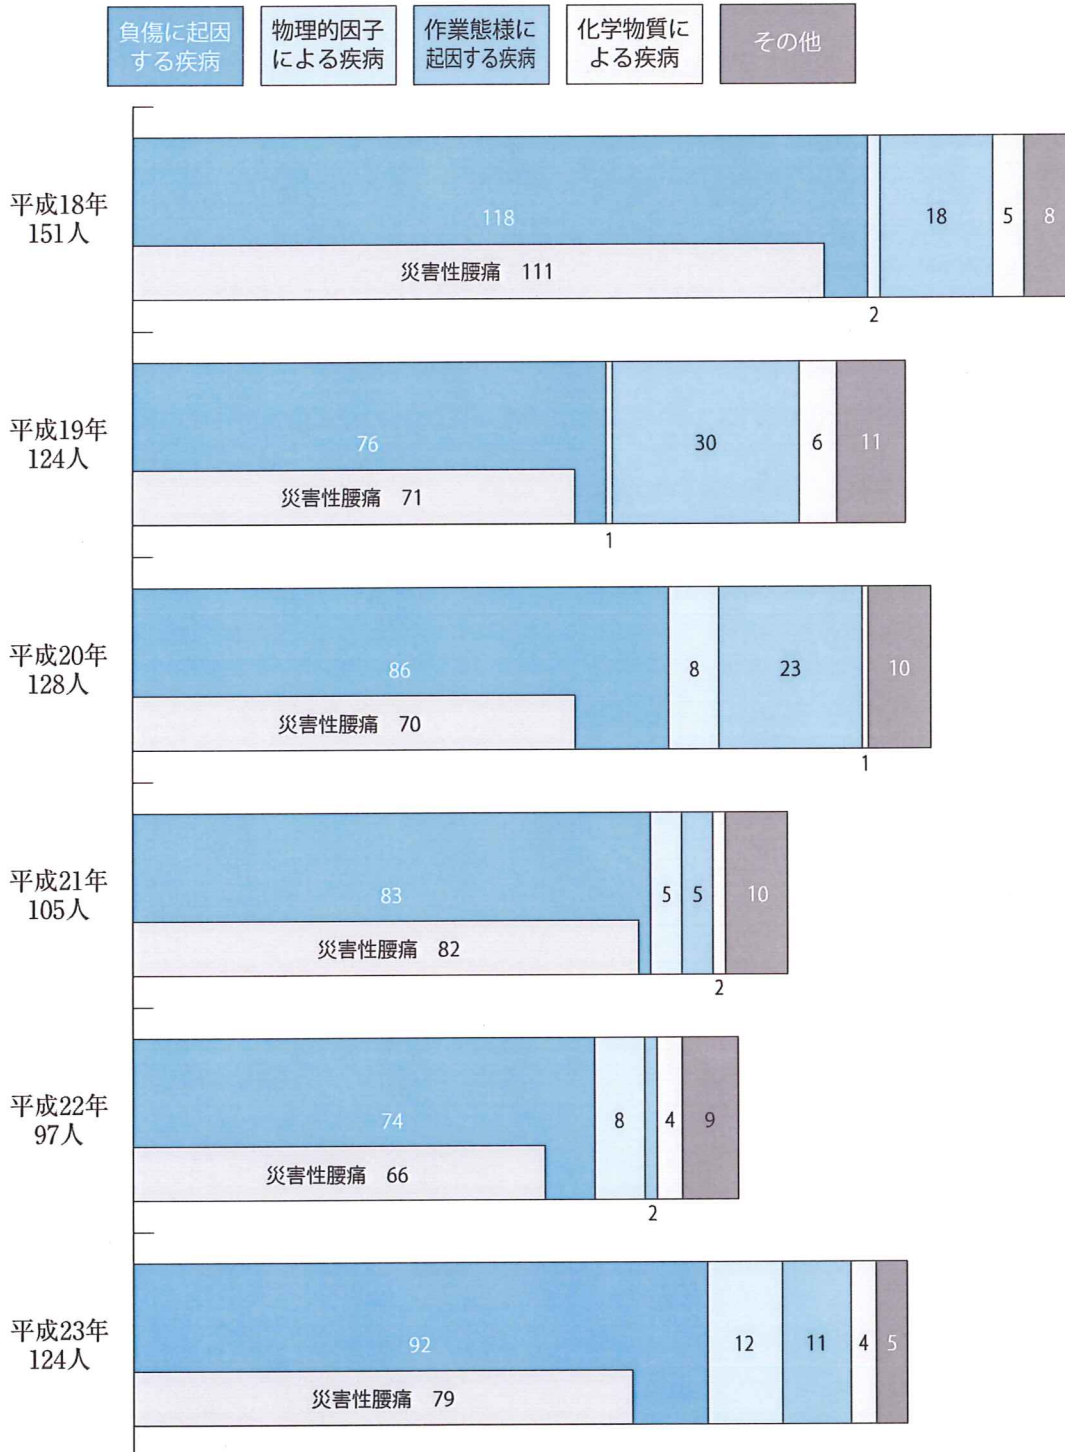 負傷に起因
する疾病
物理的因子
による疾病
作業態様に
起因する疾病
化学物質に
よる疾病
その他
平成18年
151人
118
18
5
8
災害性腰痛 111
2
平成19年
124人
76
30
6
11
災害性腰痛 71
1
平成20年
128人
86
8
23
10
災害性腰痛 70
1
平成21年
105人
83
5
5
10
災害性腰痛 82
2
平成22年
97人
74
8
4
9
災害性腰痛 66
2
平成23年
124人
92
12
11
4
5
災害性腰痛 79